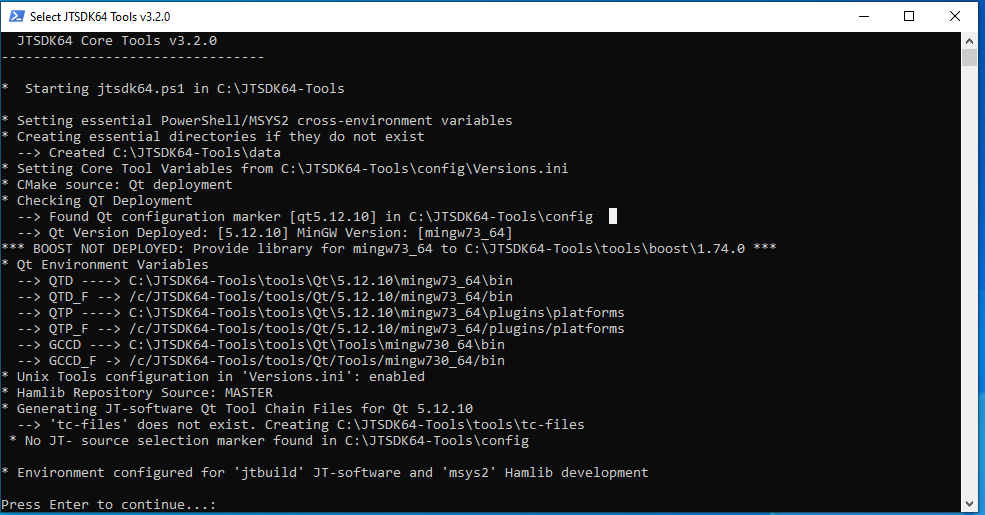 Select JTSDK64 Tools v3.2.0
JTSDK64 Core Tools v3.2.0
---------------------------------
*  Starting jtsdk64.ps1 in C:\JTSDK64-Tools
* Setting essential PowerShell/MSYS2 cross-environment variables
* Creating essential directories if they do not exist
--> Created C:\JTSDK64-Tools\data
* Setting Core Tool Variables from C:\JTSDK64-Tools\config\Versions.ini
* CMake source: Qt deployment
* Checking QT Deployment
--> Found Qt configuration marker [qt5.12.10] in C:\JTSDK64-Tools\config
--> Qt Version Deployed: [5.12.10] MinGW Version: [mingw73_64]
*** BOOST NOT DEPLOYED: Provide library for mingw73_64 to C:\JTSDK64-Tools\tools\boost\1.74.0 ***
* Qt Environment Variables
--> QTD ----> C:\JTSDK64-Tools\tools\Qt\5.12.10\mingw73_64\bin
--> QTD_F --> /c/JTSDK64-Tools/tools/Qt/5.12.10/mingw73_64/bin
--> QTP ----> C:\JTSDK64-Tools\tools\Qt\5.12.10\mingw73_64\plugins\platforms
--> QTP_F --> /c/JTSDK64-Tools/tools/Qt/5.12.10/mingw73_64/plugins/platforms
--> GCCD ---> C:\JTSDK64-Tools\tools\Qt\Tools\mingw730_64\bin
--> GCCD_F -> /c/JTSDK64-Tools/tools/Qt/Tools/mingw730_64/bin
* Unix Tools configuration in 'Versions.ini': enabled
* Hamlib Repository Source: MASTER
* Generating JT-software Qt Tool Chain Files for Qt 5.12.10
--> 'tc-files' does not exist. Creating C:\JTSDK64-Tools\tools\tc-files
* No JT- source selection marker found in C:\JTSDK64-Tools\config
* Environment configured for 'jtbuild' JT-software and 'msys2' Hamlib development
Press Enter to continue...: